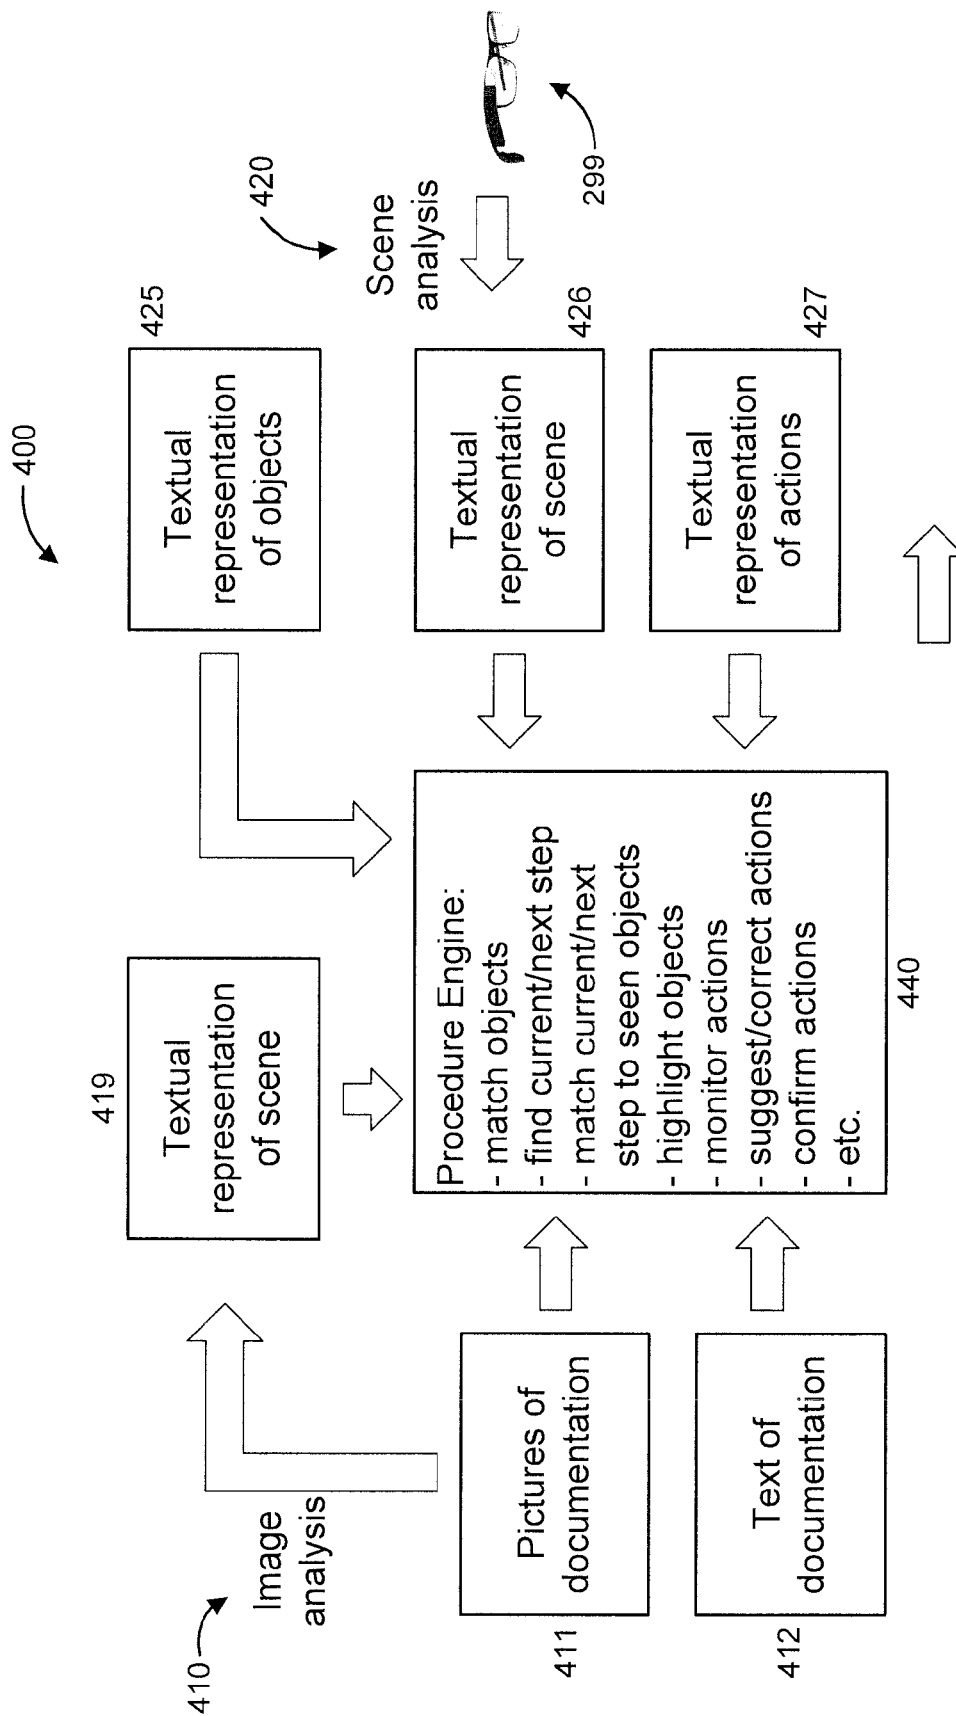 400
410
Image
analysis
419
Textual
representation
of scene
425
Textual
representation
of objects
420
Scene
analysis
299
411
Pictures of
documentation
412
Text of
documentation
Procedure Engine:
- match objects
- find current/next step
- match current/next
step to seen objects
- highlight objects
- monitor actions
- suggest/correct actions
- confirm actions
- etc.
440
Textual
representation
of scene
426
Textual
representation
of actions
427